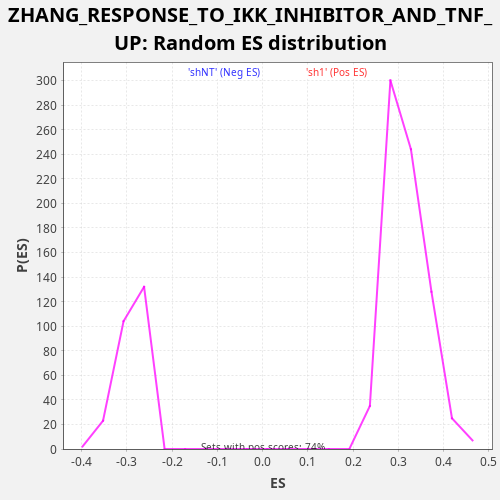 ZHANG_RESPONSE_TO_IKK_INHIBITOR_AND_TNF_
UP: Random ES distribution
'shNT' (Neg ES) 'sh1' (Pos ES)
300
280
260
240
220
200
180
160
140
120
100
80
60
40
20
0
P(ES)
Sets with pos scores: 74%
-0.4 -0.3 -0.2 -0.1 0.0 0.1 0.2 0.3 0.4 0.5
ES